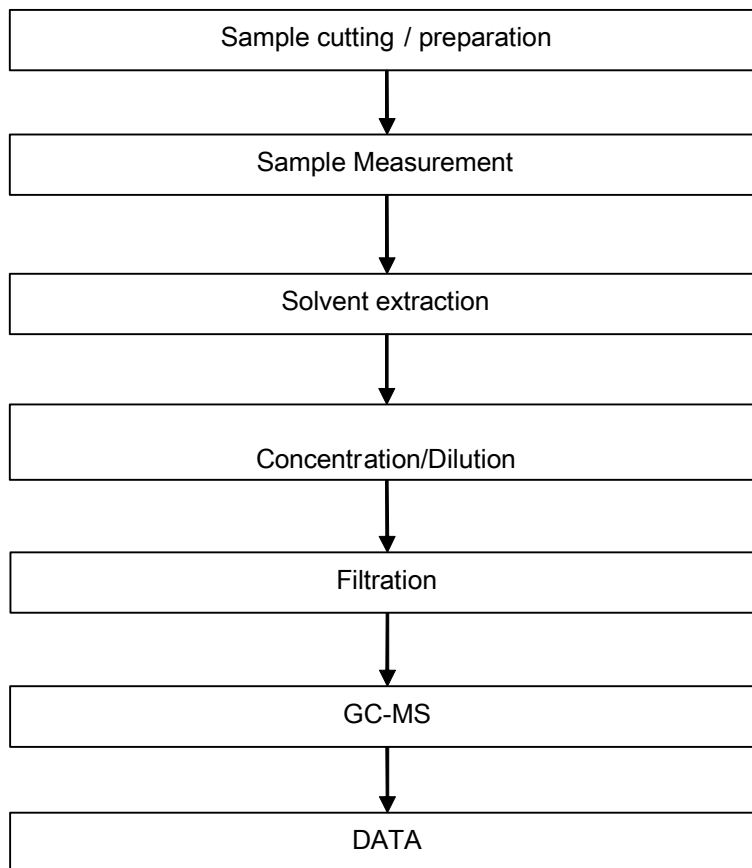 Sample cutting / preparation
Sample Measurement
Solvent extraction
Concentration/Dilution
Filtration
GC-MS
DATA